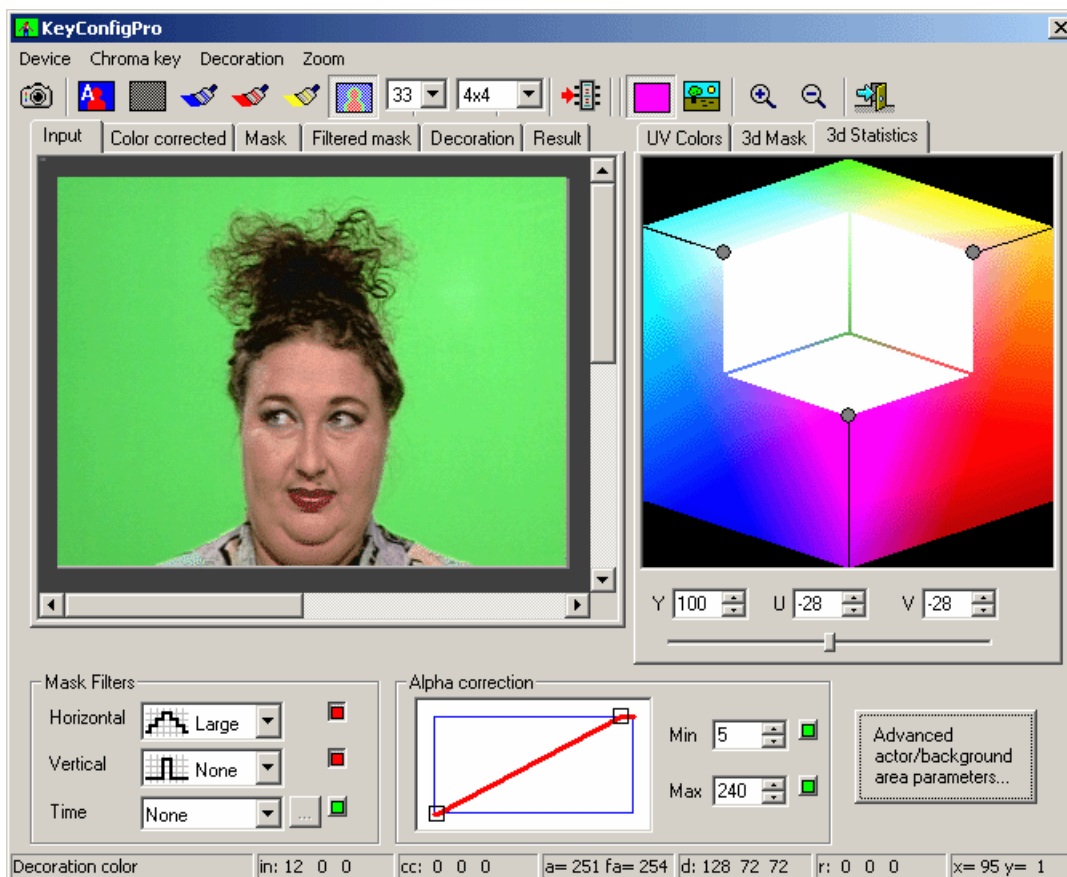 KeyConfigPro
Device Chroma key Decoration Zoom
A 33 4x4
Input Color corrected Mask Filtered mask Decoration Result
UV Colors 3d Mask 3d Statistics
Y 100 U -28 V -28
Mask Filters
Horizontal Large
Vertical None
Time None ...
Alpha correction
Min 5
Max 240
Advanced
actor/background
area parameters...
Decoration color in: 12 0 0 cc: 0 0 0 a= 251 fa= 254 d: 128 72 72 r: 0 0 0 x= 95 y= 1